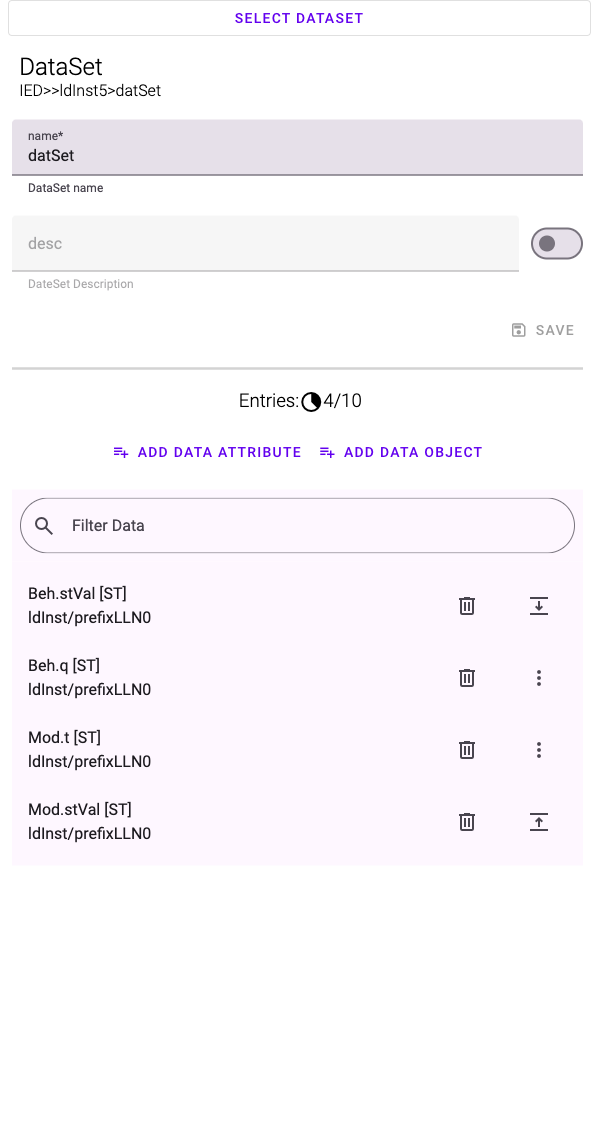 SELECT DATASET
DataSet
IED>>ldInst5>datSet
name*
datSet
DataSet name
desc
DateSet Description
SAVE
Entries: 4/10
ADD DATA ATTRIBUTE ADD DATA OBJECT
Filter Data
Beh.stVal [ST]
ldInst/prefixLLN0
Beh.q [ST]
ldInst/prefixLLN0
Mod.t [ST]
ldInst/prefixLLN0
Mod.stVal [ST]
ldInst/prefixLLN0